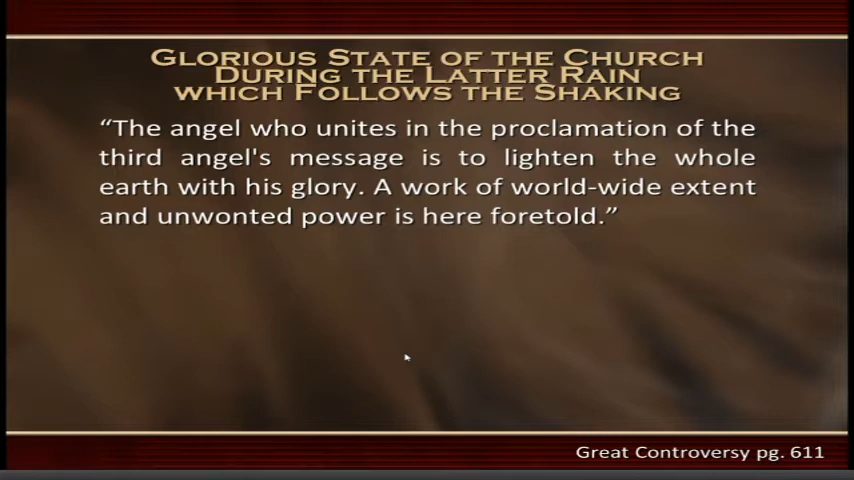 GLORIOUS STATE OF THE CHURCH
DURING THE LATTER RAIN
WHICH FOLLOWS THE SHAKING
“The angel who unites in the proclamation of the
third angel's message is to lighten the whole
earth with his glory. A work of world-wide extent
and unwonted power is here foretold.”
Great Controversy pg. 611